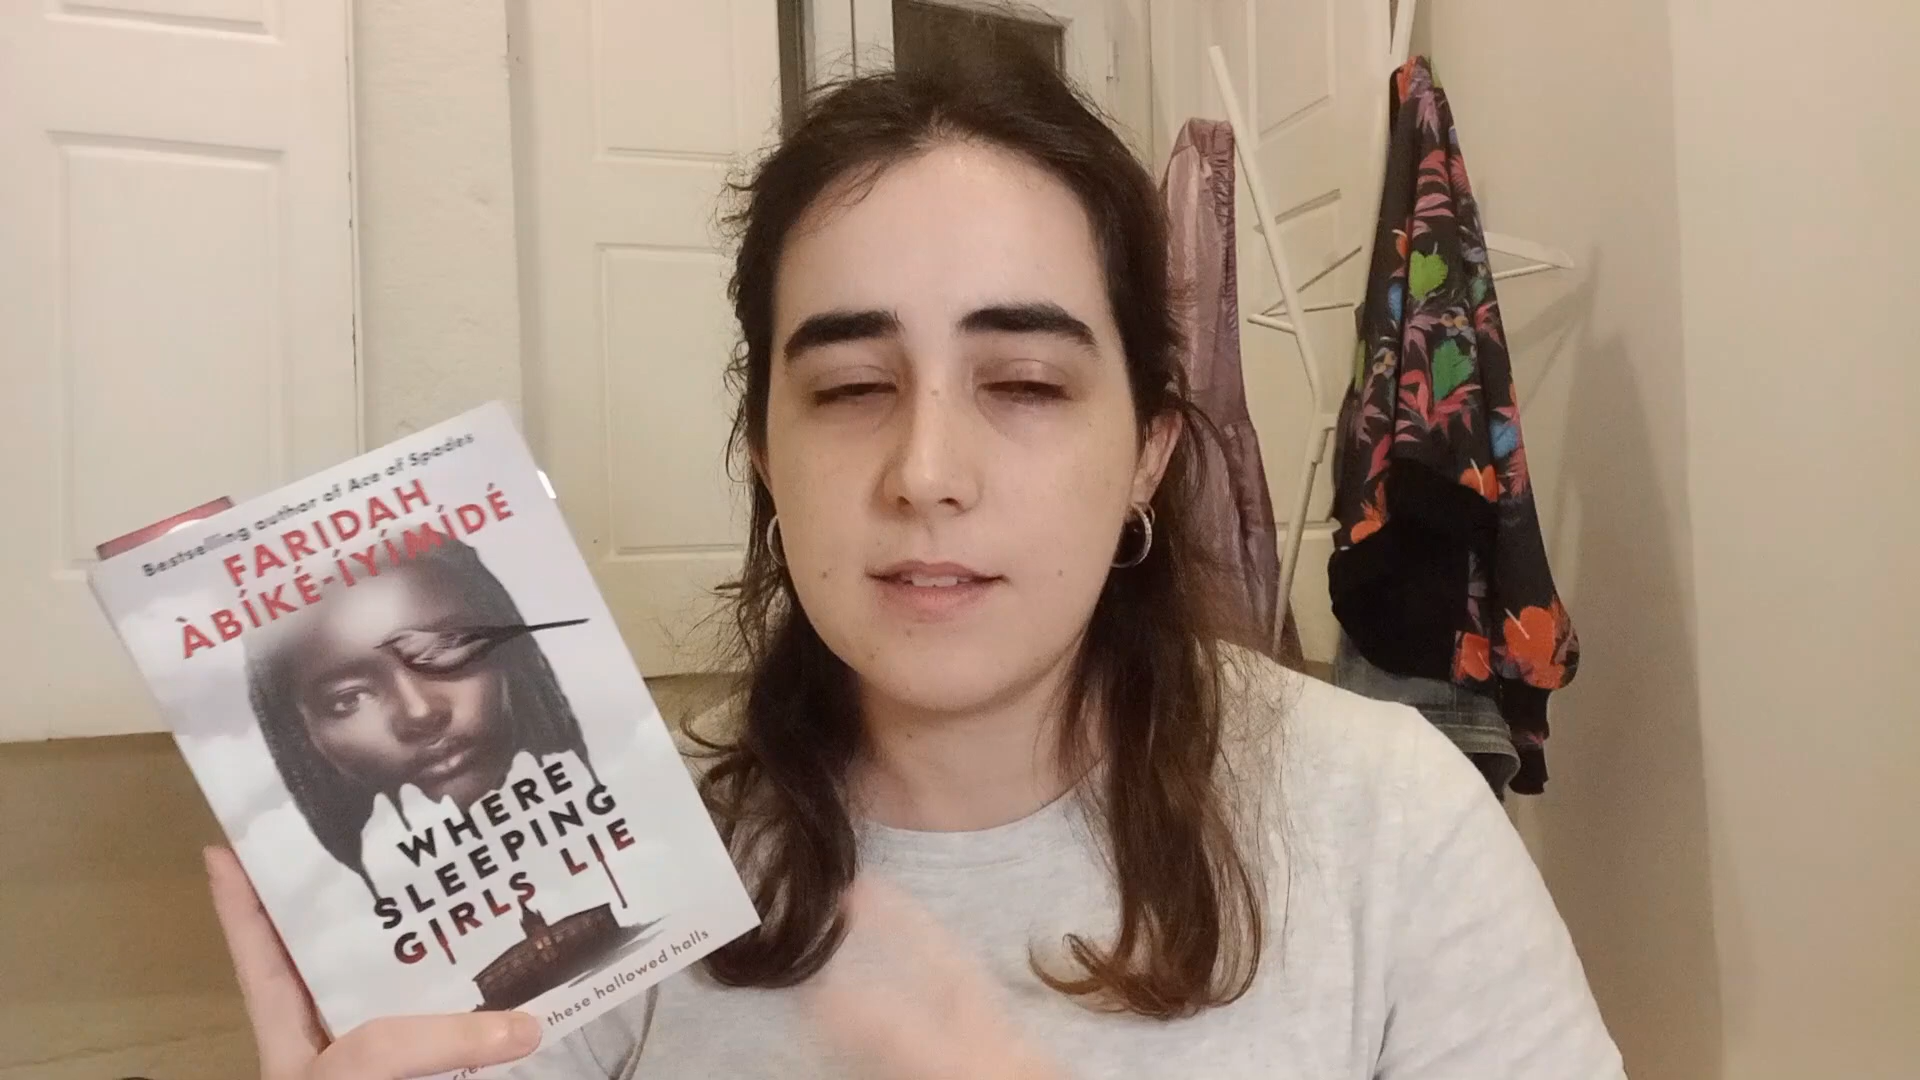 Bestselling author of Ace of Spades
FARIDAH
ÀBÍKÉ-ÍYÍMÍDÉ
WHERE
SLEEPING
GIRLS LIE
these hallowed halls